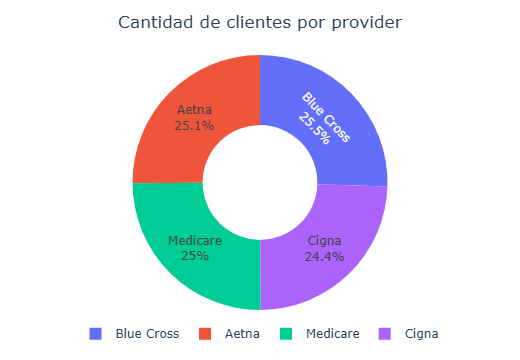 Cantidad de clientes por provider
Aetna
25.1%
Blue Cross
25.5%
Medicare
25%
Cigna
24.4%
Blue Cross Aetna Medicare Cigna